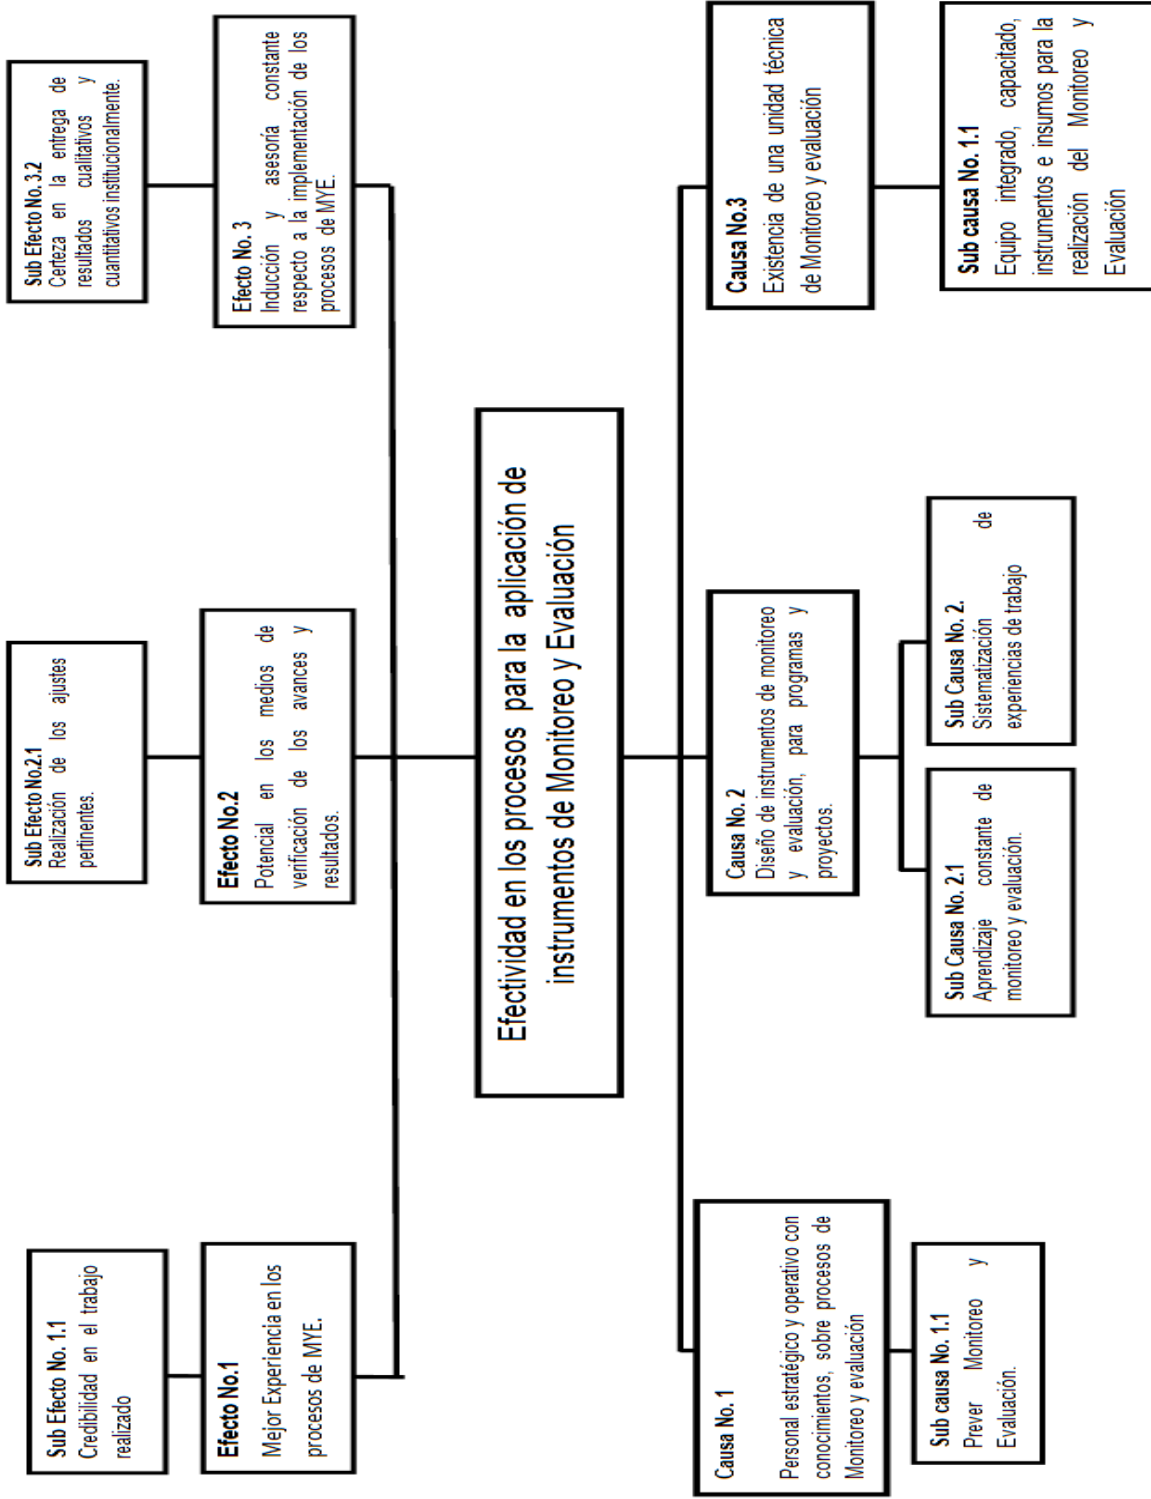 Sub Efecto No. 1.1
Credibilidad en el trabajo
realizado
Sub Efecto No.2.1
Realización de los ajustes
pertinentes.
Sub Efecto No. 3.2
Certeza en la entrega de
resultados cualitativos y
cuantitativos institucionalmente.
Efecto No.1
Mejor Experiencia en los
procesos de MYE.
Efecto No.2
Potencial en los medios de
verificación de los avances y
resultados.
Efecto No. 3
Inducción y asesoría constante
respecto a la implementación de los
procesos de MYE.
Efectividad en los procesos para la aplicación de
instrumentos de Monitoreo y Evaluación
Causa No. 1
Personal estratégico y operativo con
conocimientos, sobre procesos de
Monitoreo y evaluación
Causa No. 2
Diseño de instrumentos de monitoreo
y evaluación, para programas y
proyectos.
Causa No.3
Existencia de una unidad técnica
de Monitoreo y evaluación
Sub causa No. 1.1
Prever Monitoreo y
Evaluación.
Sub Causa No. 2.1
Aprendizaje constante de
monitoreo y evaluación.
Sub Causa No. 2.
Sistematización de
experiencias de trabajo
Sub causa No. 1.1
Equipo integrado, capacitado,
instrumentos e insumos para la
realización del Monitoreo y
Evaluación